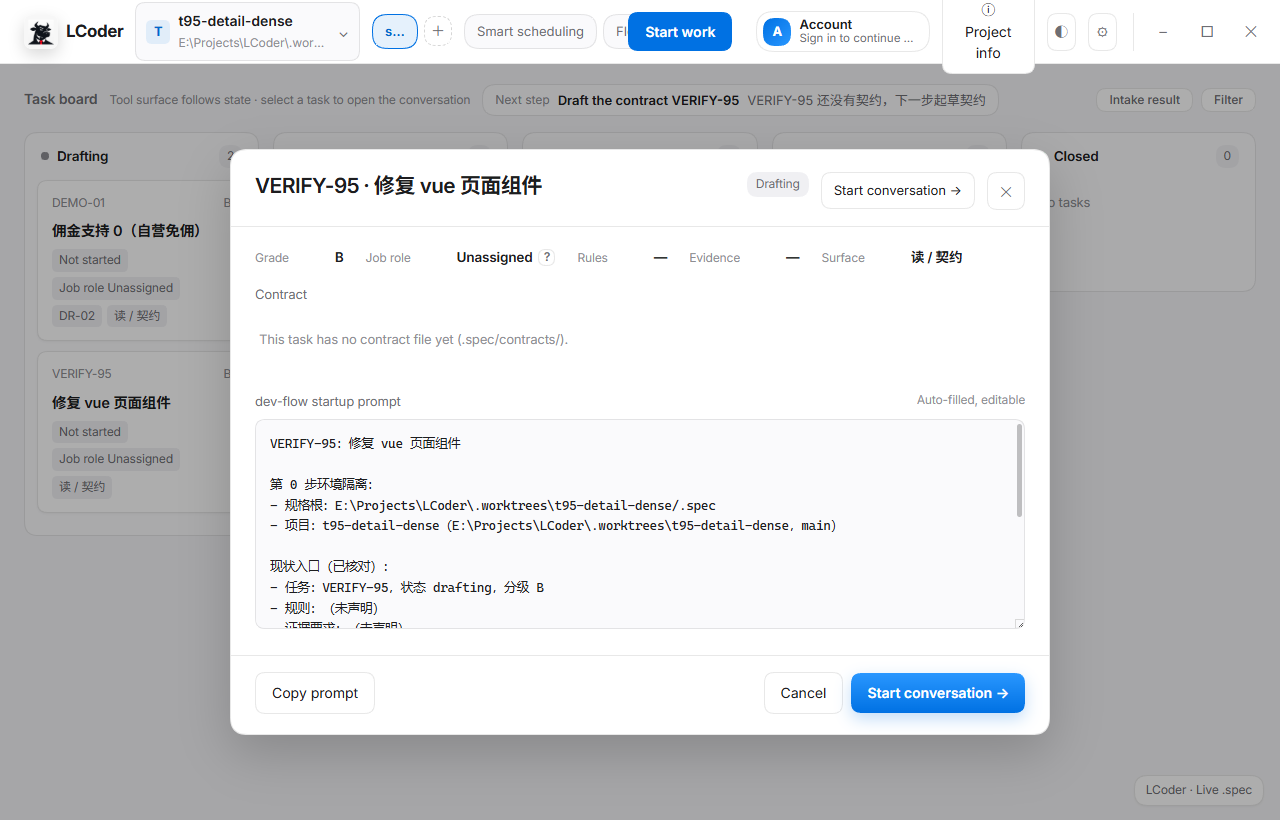 LCoder
T
t95-detail-dense
E:\Projects\LCoder\.wor...
s...
+
Smart scheduling
Start work
A
Account
Sign in to continue ...
Project
info
Task board
Tool surface follows state · select a task to open the conversation
Next step Draft the contract VERIFY-95 VERIFY-95 还没有契约，下一步起草契约
Intake result
Filter
Drafting
2
Closed
0
tasks
DEMO-01
B
佣金支持 0（自营免佣）
Not started
Job role Unassigned
DR-02
读 / 契约
VERIFY-95
B
修复 vue 页面组件
Not started
Job role Unassigned
读 / 契约
VERIFY-95 · 修复 vue 页面组件
Drafting
Start conversation →
Grade B Job role Unassigned ? Rules — Evidence — Surface 读 / 契约
Contract
This task has no contract file yet (.spec/contracts/).
dev-flow startup prompt
Auto-filled, editable
VERIFY-95: 修复 vue 页面组件
第 0 步环境隔离:
- 规格根: E:\Projects\LCoder\.worktrees\t95-detail-dense/.spec
- 项目: t95-detail-dense（E:\Projects\LCoder\.worktrees\t95-detail-dense，main）
现状入口（已核对）:
- 任务: VERIFY-95，状态 drafting，分级 B
- 规则: （未声明）
- 证据要求: （未声明）
Copy prompt
Cancel
Start conversation →
LCoder · Live .spec